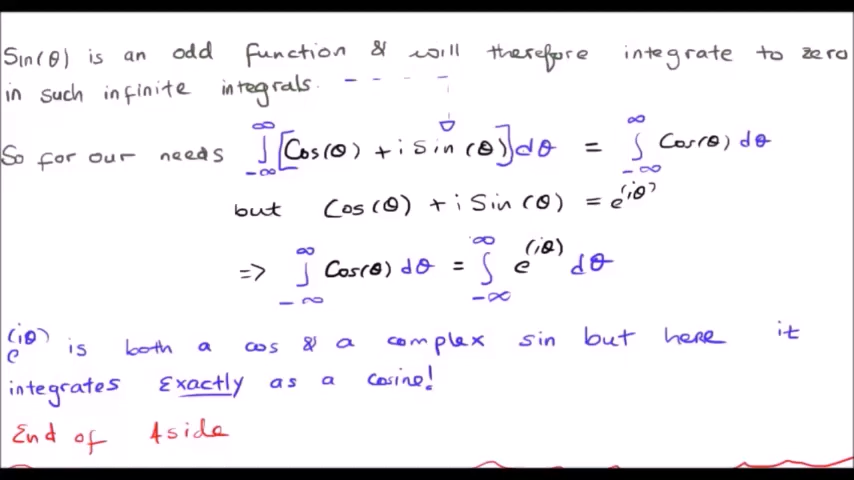 Sin(θ) is an odd function & will therefore integrate to zero
in such infinite integrals.
So for our needs ∫_{-∞}^{∞} [Cos(θ) + i Sin(θ)] dθ = ∫_{-∞}^{∞} Cos(θ) dθ
but Cos(θ) + i Sin(θ) = e^{(iθ)}
=> ∫_{-∞}^{∞} Cos(θ) dθ = ∫_{-∞}^{∞} e^{(iθ)} dθ
e^{(iθ)} is both a cos & a complex sin but here it
integrates Exactly as a cosine!
End of Aside